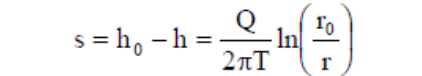 s = h₀ − h = Q/(2πT) ln(r₀/r)